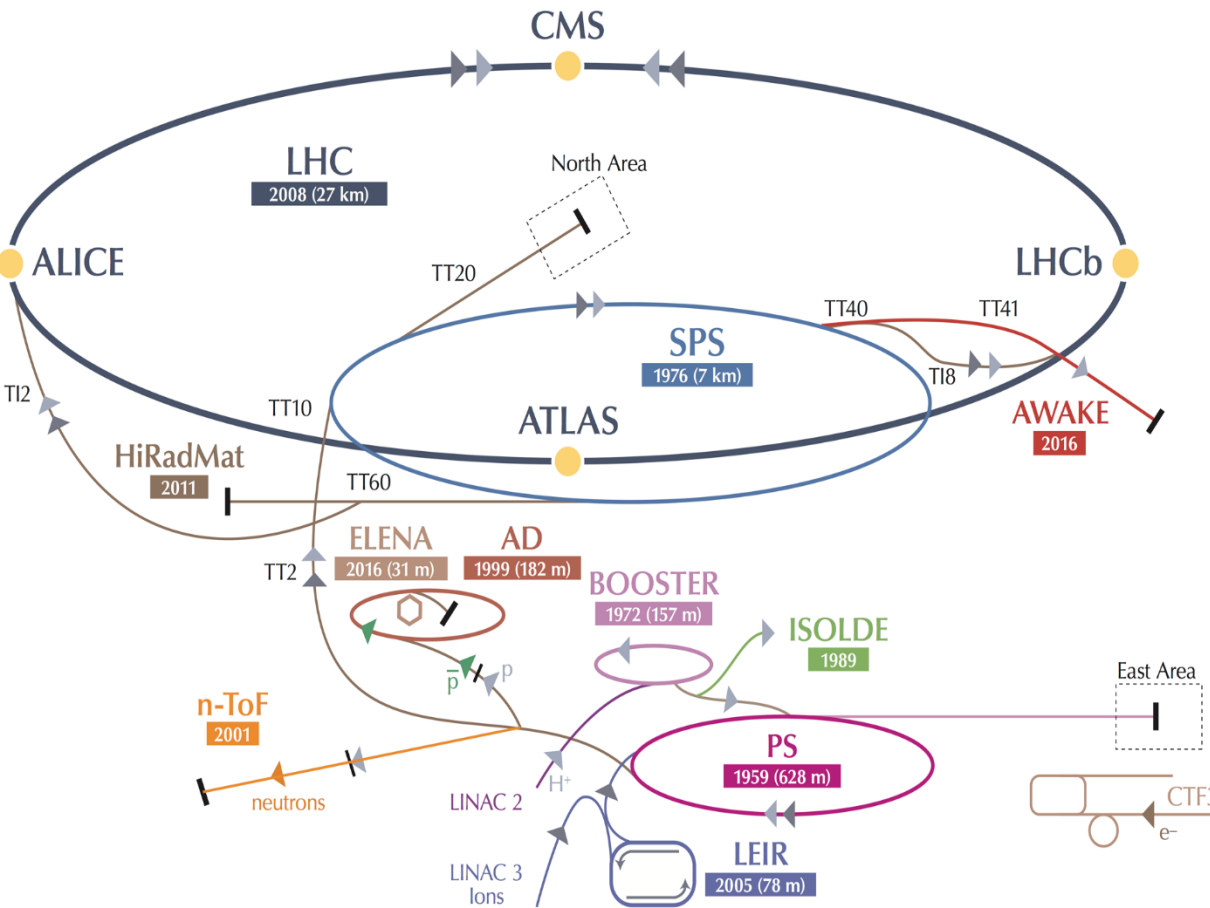 CMS
LHC
2008 (27 km)
North Area
ALICE
LHCb
TT20
TT40
TT41
SPS
1976 (7 km)
TI8
TI2
TT10
ATLAS
AWAKE
2016
HiRadMat
2011
TT60
ELENA
2016 (31 m)
AD
1999 (182 m)
TT2
BOOSTER
1972 (157 m)
ISOLDE
1989
p̅
p
East Area
n-ToF
2001
PS
1959 (628 m)
neutrons
LINAC 2
H⁺
CTF3
e⁻
LEIR
2005 (78 m)
LINAC 3
Ions